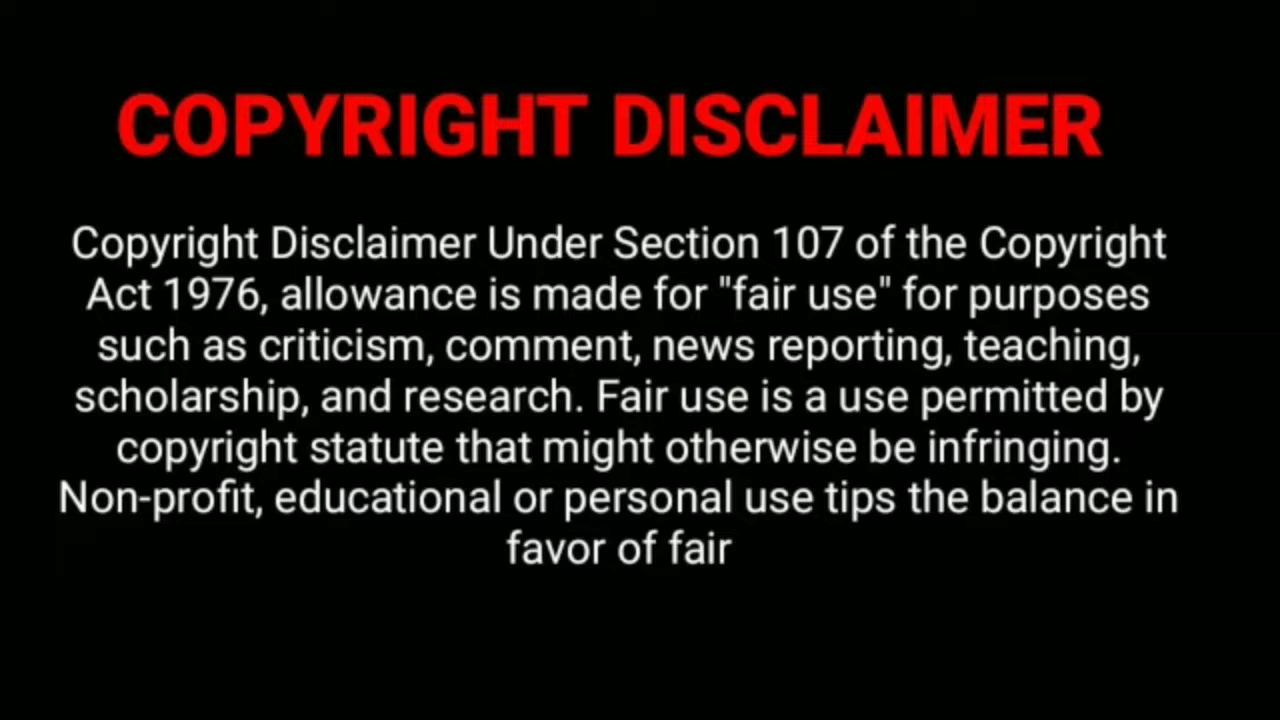 COPYRIGHT DISCLAIMER
Copyright Disclaimer Under Section 107 of the Copyright
Act 1976, allowance is made for "fair use" for purposes
such as criticism, comment, news reporting, teaching,
scholarship, and research. Fair use is a use permitted by
copyright statute that might otherwise be infringing.
Non-profit, educational or personal use tips the balance in
favor of fair